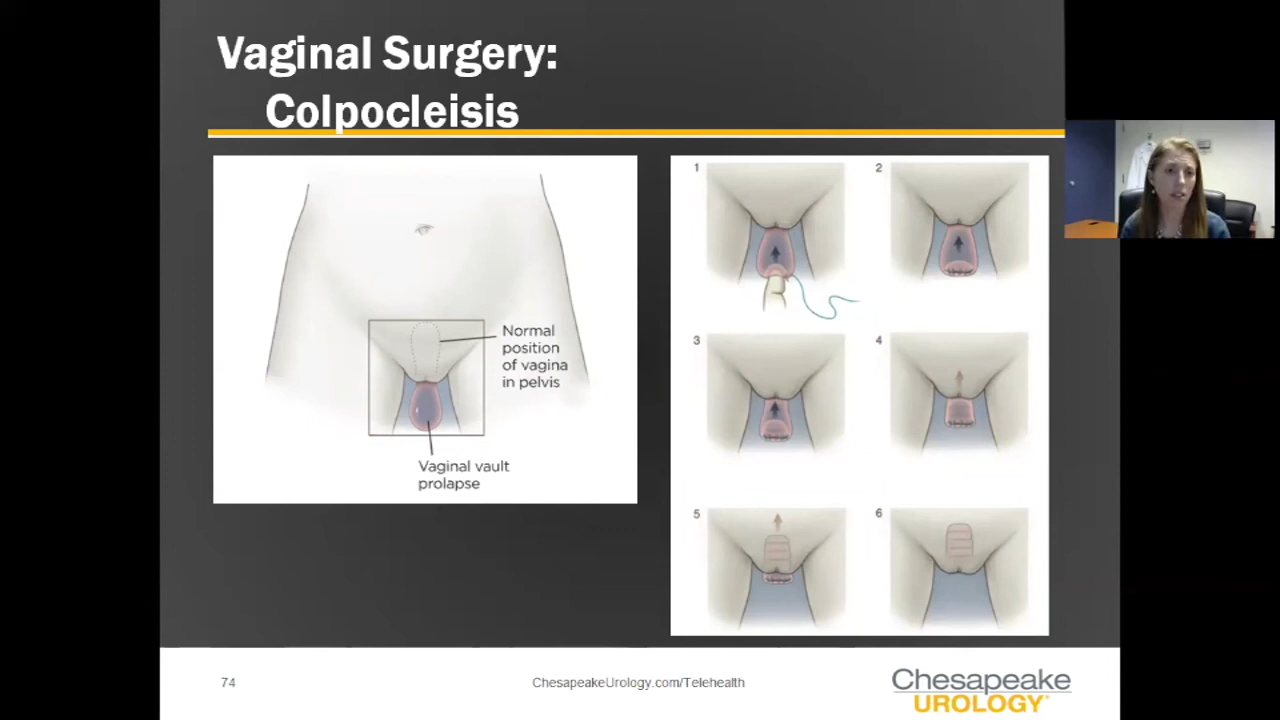 Vaginal Surgery:
Colpocleisis
Normal
position
of vagina
in pelvis
Vaginal vault
prolapse
1
2
3
4
5
6
74
ChesapeakeUrology.com/Telehealth
Chesapeake
UROLOGY